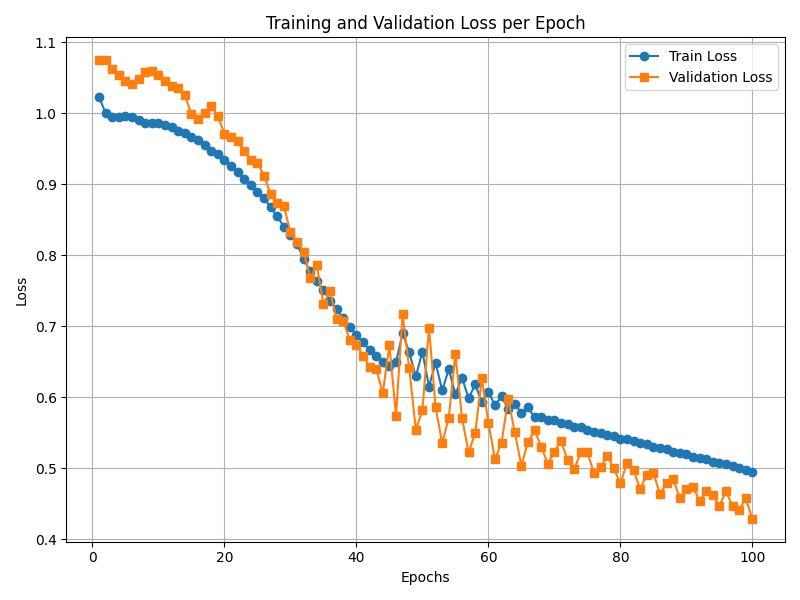 Training and Validation Loss per Epoch
Train Loss
Validation Loss
1.1
1.0
0.9
0.8
0.7
0.6
0.5
0.4
Loss
0 20 40 60 80 100
Epochs